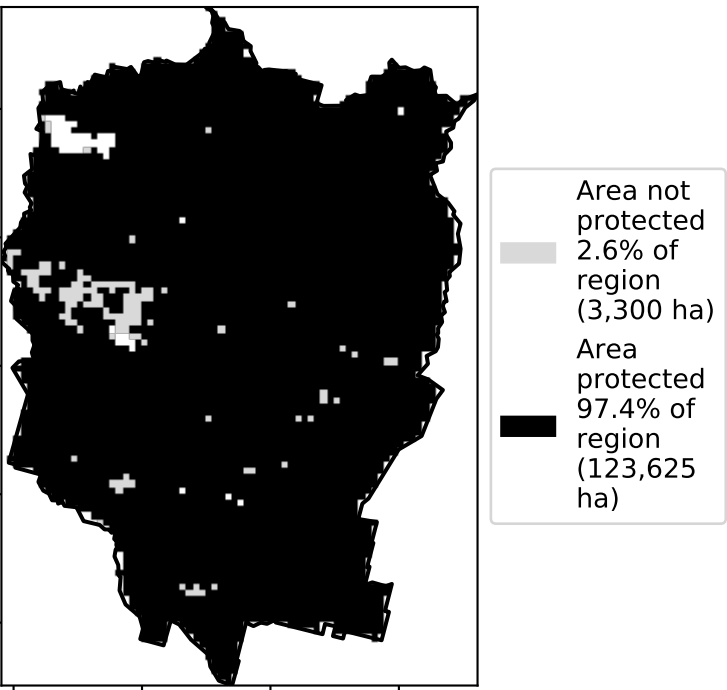 Area not
protected
2.6% of
region
(3,300 ha)
Area
protected
97.4% of
region
(123,625
ha)